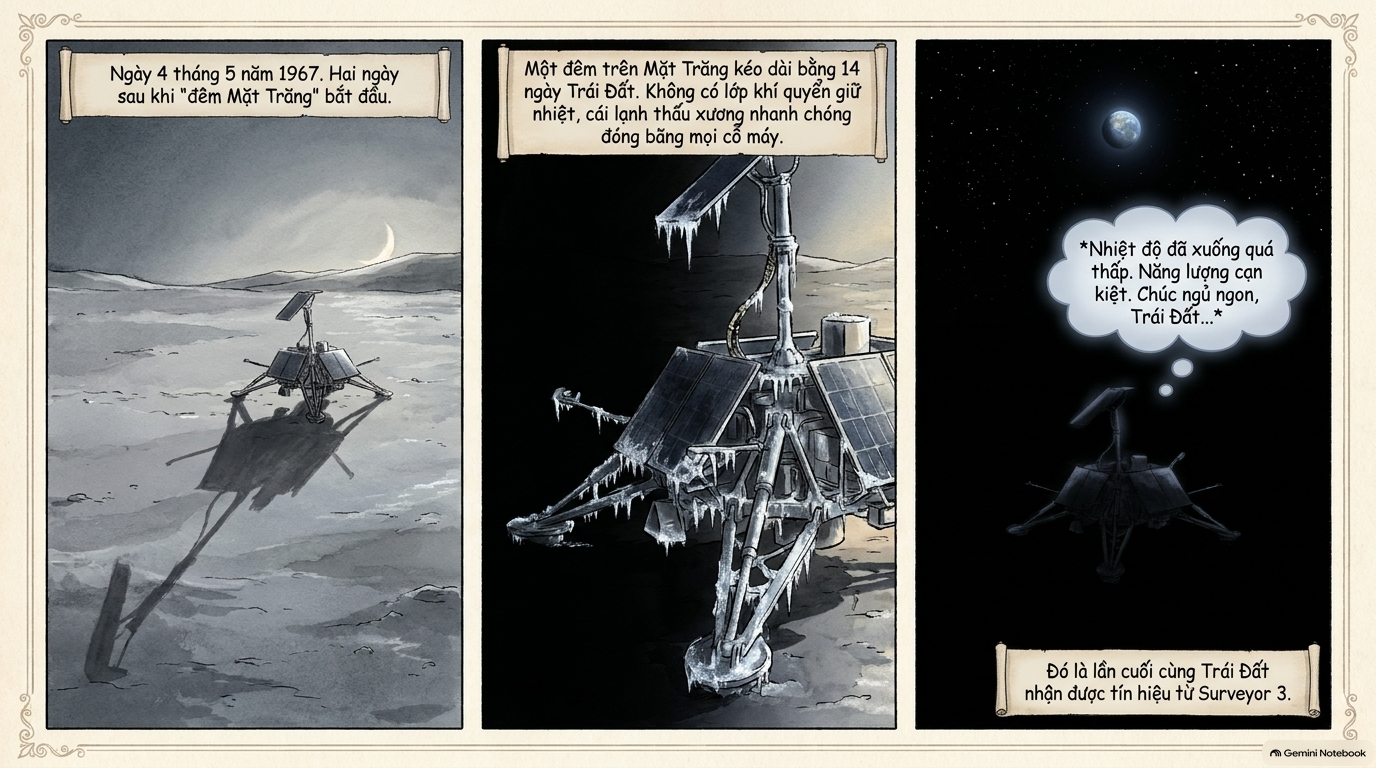 Ngày 4 tháng 5 năm 1967. Hai ngày
sau khi "đêm Mặt Trăng" bắt đầu.
Một đêm trên Mặt Trăng kéo dài bằng 14
ngày Trái Đất. Không có lớp khí quyển giữ
nhiệt, cái lạnh thấu xương nhanh chóng
đóng băng mọi cỗ máy.
*Nhiệt độ đã xuống quá
thấp. Năng lượng cạn
kiệt. Chúc ngủ ngon,
Trái Đất...*
Đó là lần cuối cùng Trái Đất
nhận được tín hiệu từ Surveyor 3.
Gemini Notebook